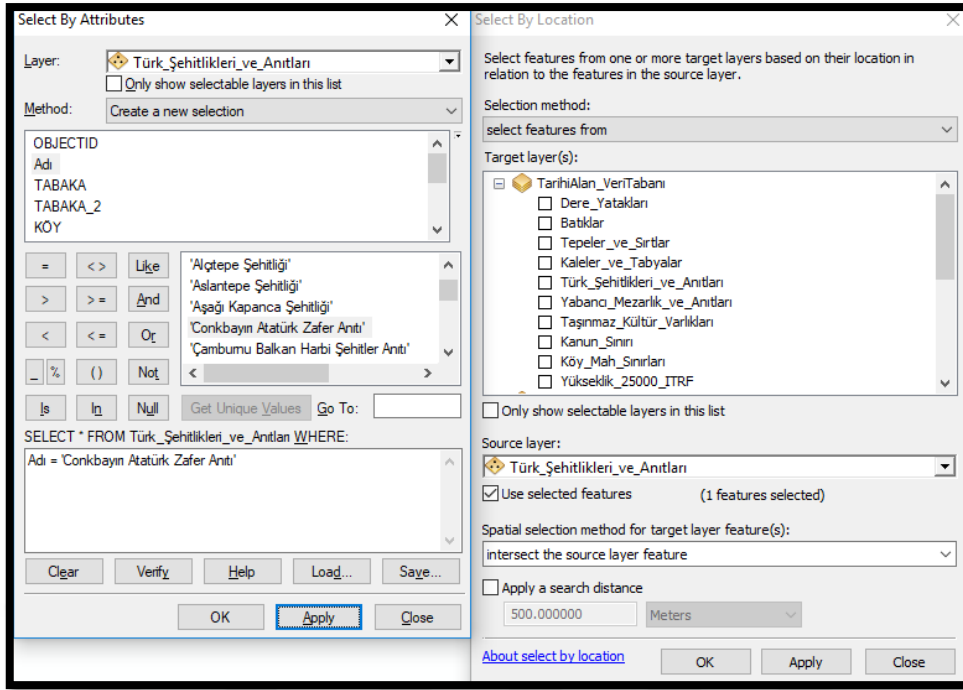 Select By Attributes
Layer: Türk_Şehitlikleri_ve_Anıtları
Only show selectable layers in this list
Method: Create a new selection
OBJECTID
Adı
TABAKA
TABAKA_2
KÖY
= < > Like
> > = And
< < = Or
_ % ( ) Not
Is In Null
'Alçıtepe Şehitliği'
'Aslantepe Şehitliği'
'Aşağı Kapanca Şehitliği'
'Conkbayırı Atatürk Zafer Anıtı'
'Çamburnu Balkan Harbi Şehitler Anıtı'
Get Unique Values Go To:
SELECT * FROM Türk_Şehitlikleri_ve_Anıtları WHERE:
Adı = 'Conkbayırı Atatürk Zafer Anıtı'
Clear Verify Help Load... Save...
OK Apply Close
Select By Location
Select features from one or more target layers based on their location in
relation to the features in the source layer.
Selection method:
select features from
Target layer(s):
TarihiAlan_VeriTabanı
Dere_Yatakları
Batıklar
Tepeler_ve_Sırtlar
Kaleler_ve_Tabyalar
Türk_Şehitlikleri_ve_Anıtları
Yabancı_Mezarlık_ve_Anıtları
Taşınmaz_Kültür_Varlıkları
Kanun_Sınırı
Köy_Mah_Sınırları
Yükseklik_25000_ITRF
Only show selectable layers in this list
Source layer:
Türk_Şehitlikleri_ve_Anıtları
Use selected features (1 features selected)
Spatial selection method for target layer feature(s):
intersect the source layer feature
Apply a search distance
500.000000 Meters
About select by location OK Apply Close